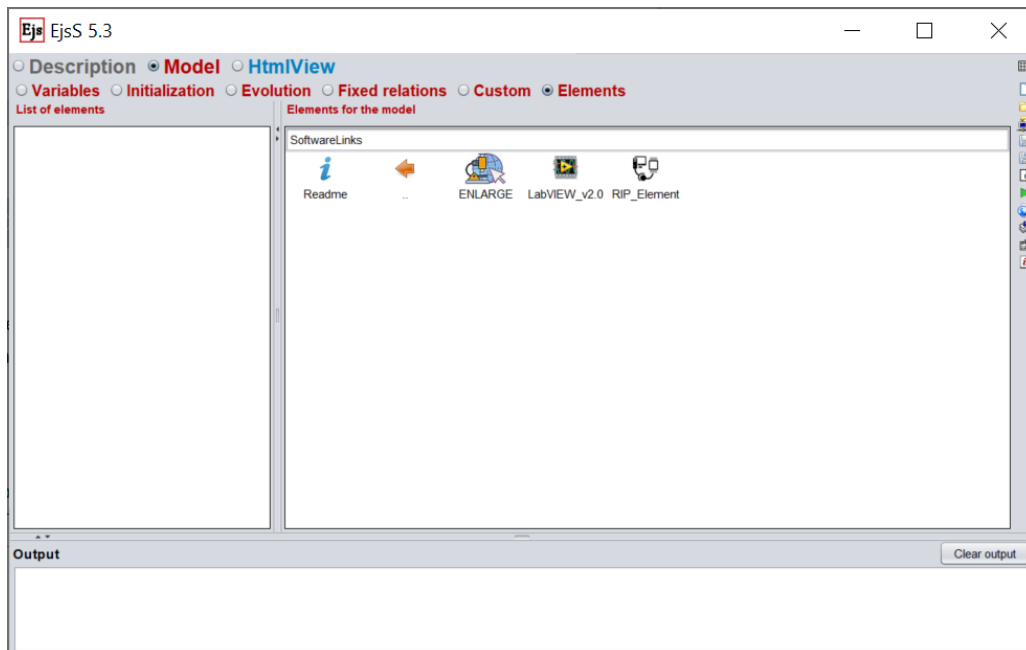 Ejs EjsS 5.3
Description Model HtmlView
Variables Initialization Evolution Fixed relations Custom Elements
List of elements Elements for the model
SoftwareLinks
Readme .. ENLARGE LabVIEW_v2.0 RIP_Element
Output Clear output